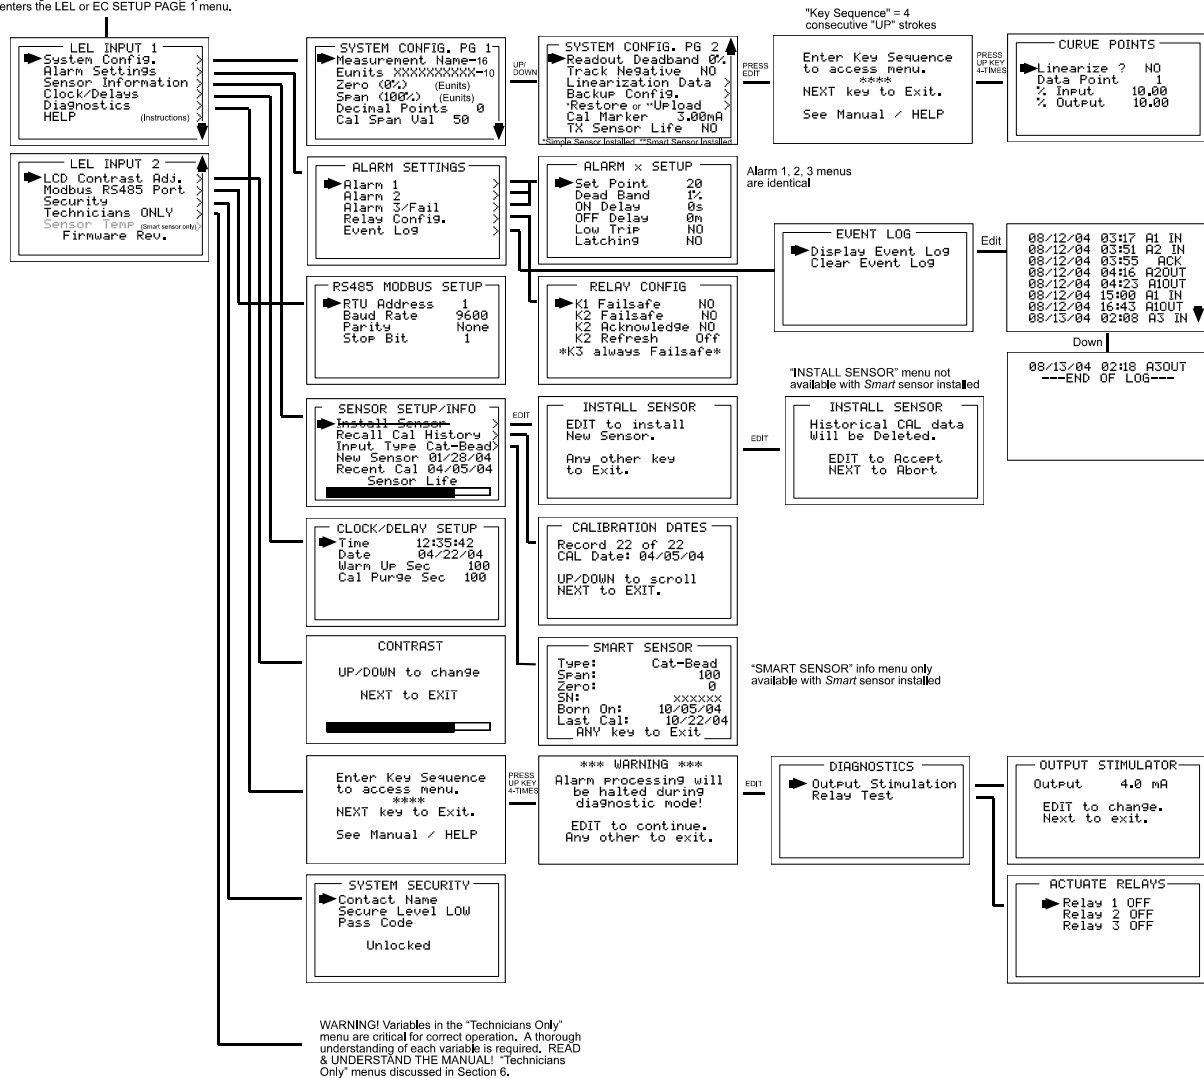 enters the LEL or EC SETUP PAGE 1 menu.
LEL INPUT 1
System Config. >
Alarm Settings >
Sensor Information >
Clock/Delays >
Diagnostics >
HELP (Instructions) >
LEL INPUT 2
LCD Contrast Adj. >
Modbus RS485 Port >
Security >
Technicians ONLY >
Sensor Temp (Smart sensor only)>
Firmware Rev.
SYSTEM CONFIG. PG 1
Measurement Name-16
Eunits XXXXXXXXXX-10
Zero (0%) (Eunits)
Span (100%) (Eunits)
Decimal Points 0
Cal Span Val 50
UP/
DOWN
SYSTEM CONFIG. PG 2
Readout Deadband 0%
Track Negative NO
Linearization Data >
Backup Config. >
*Restore or **Upload >
Cal Marker 3.00mA
TX Sensor Life NO
*Simple Sensor Installed **Smart Sensor Installed
PRESS
EDIT
"Key Sequence" = 4
consecutive "UP" strokes
Enter Key Sequence
to access menu.
****
NEXT key to Exit.
See Manual / HELP
PRESS
UP KEY
4-TIMES
CURVE POINTS
Linearize ? NO
Data Point 1
% Input 10.00
% Output 10.00
ALARM SETTINGS
Alarm 1 >
Alarm 2 >
Alarm 3/Fail >
Relay Config. >
Event Log >
ALARM x SETUP
Set Point 20
Dead Band 1%
ON Delay 0s
OFF Delay 0m
Low Trip NO
Latching NO
Alarm 1, 2, 3 menus
are identical
EVENT LOG
Display Event Log
Clear Event Log
Edit
08/12/04 03:17 A1 IN
08/12/04 03:51 A2 IN
08/12/04 03:55 ACK
08/12/04 04:16 A2OUT
08/12/04 04:23 A1OUT
08/12/04 15:00 A1 IN
08/12/04 16:43 A1OUT
08/13/04 02:08 A3 IN
Down
08/13/04 02:18 A3OUT
---END OF LOG---
RS485 MODBUS SETUP
RTU Address 1
Baud Rate 9600
Parity None
Stop Bit 1
RELAY CONFIG
K1 Failsafe NO
K2 Failsafe NO
K2 Acknowledge NO
K2 Refresh Off
*K3 always Failsafe*
SENSOR SETUP/INFO
Install Sensor >
Recall Cal History >
Input Type Cat-Bead>
New Sensor 01/28/04
Recent Cal 04/05/04
Sensor Life
EDIT
INSTALL SENSOR
EDIT to install
New Sensor.
Any other key
to Exit.
EDIT
"INSTALL SENSOR" menu not
available with Smart sensor installed
INSTALL SENSOR
Historical CAL data
Will be Deleted.
EDIT to Accept
NEXT to Abort
CLOCK/DELAY SETUP
Time 12:35:42
Date 04/22/04
Warm Up Sec 100
Cal Purge Sec 100
CALIBRATION DATES
Record 22 of 22
CAL Date: 04/05/04
UP/DOWN to scroll
NEXT to EXIT.
CONTRAST
UP/DOWN to change
NEXT to EXIT
SMART SENSOR
Type: Cat-Bead
Span: 100
Zero: 0
SN: xxxxxx
Born On: 10/05/04
Last Cal: 10/22/04
ANY key to Exit
"SMART SENSOR" info menu only
available with Smart sensor installed
Enter Key Sequence
to access menu.
****
NEXT key to Exit.
See Manual / HELP
PRESS
UP KEY
4-TIMES
*** WARNING ***
Alarm processing will
be halted during
diagnostic mode!
EDIT to continue.
Any other to exit.
EDIT
DIAGNOSTICS
Output Stimulation
Relay Test
OUTPUT STIMULATOR
Output 4.0 mA
EDIT to change.
Next to exit.
ACTUATE RELAYS
Relay 1 OFF
Relay 2 OFF
Relay 3 OFF
SYSTEM SECURITY
Contact Name
Secure Level LOW
Pass Code
Unlocked
WARNING! Variables in the "Technicians Only"
menu are critical for correct operation. A thorough
understanding of each variable is required. READ
& UNDERSTAND THE MANUAL! "Technicians
Only" menus discussed in Section 6.